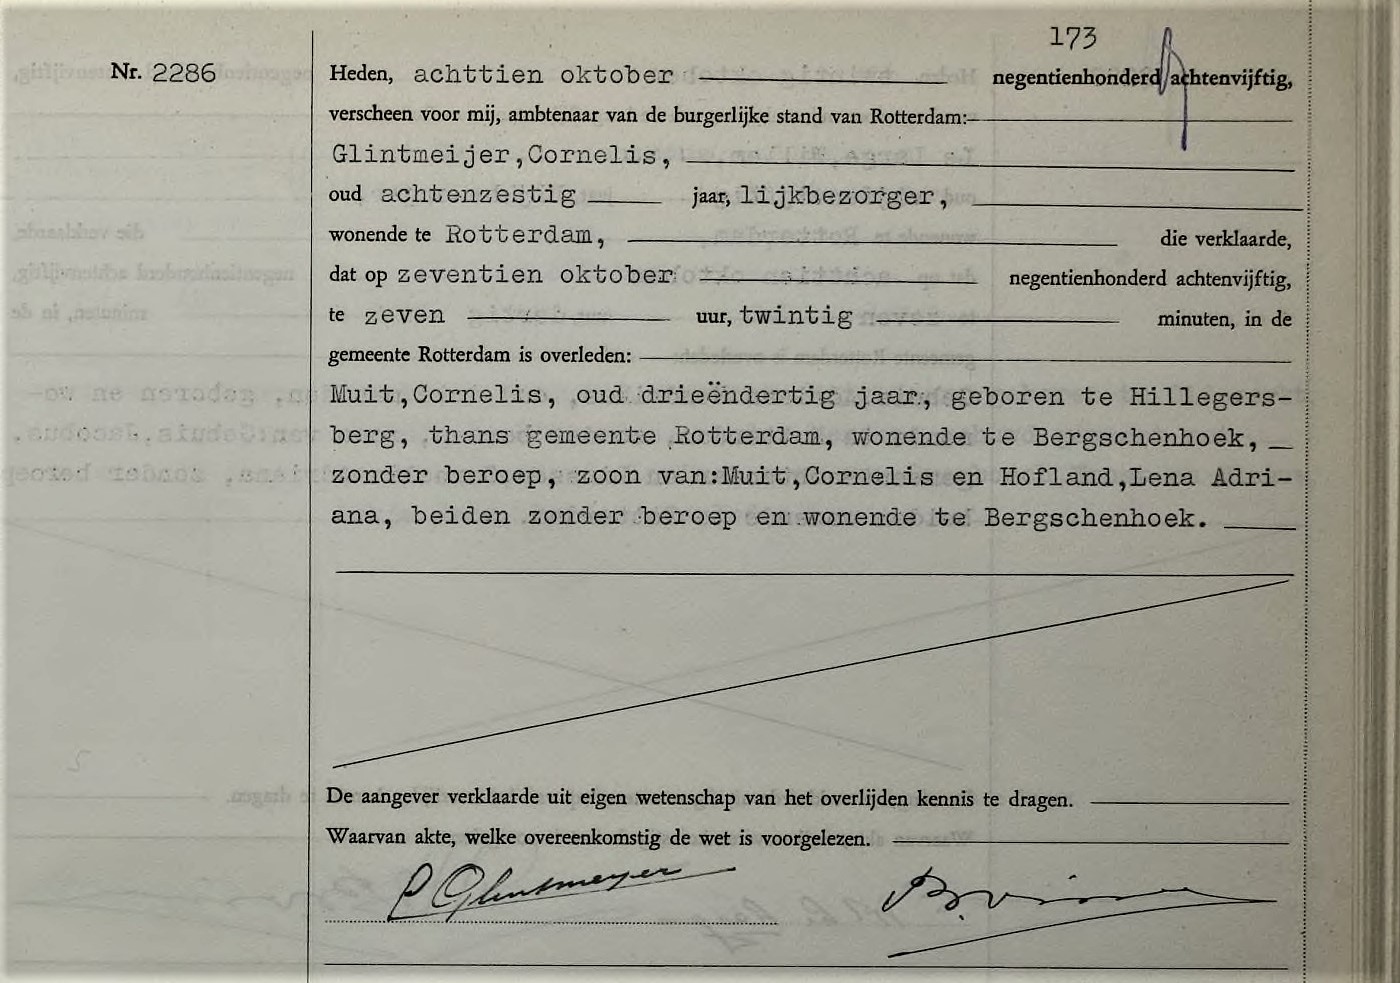 173
Nr. 2286
Heden, achttien oktober negentienhonderd achtenvijftig,
verscheen voor mij, ambtenaar van de burgerlijke stand van Rotterdam:
Glintmeijer,Cornelis,
oud achtenzestig jaar, lijkbezorger,
wonende te Rotterdam, die verklaarde,
dat op zeventien oktober negentienhonderd achtenvijftig,
te zeven uur, twintig minuten, in de
gemeente Rotterdam is overleden:
Muit,Cornelis, oud drieëndertig jaar, geboren te Hillegers-
berg, thans gemeente Rotterdam, wonende te Bergschenhoek,
zonder beroep, zoon van:Muit,Cornelis en Hofland,Lena Adri-
ana, beiden zonder beroep en wonende te Bergschenhoek.
De aangever verklaarde uit eigen wetenschap van het overlijden kennis te dragen.
Waarvan akte, welke overeenkomstig de wet is voorgelezen.
C Glintmeyer